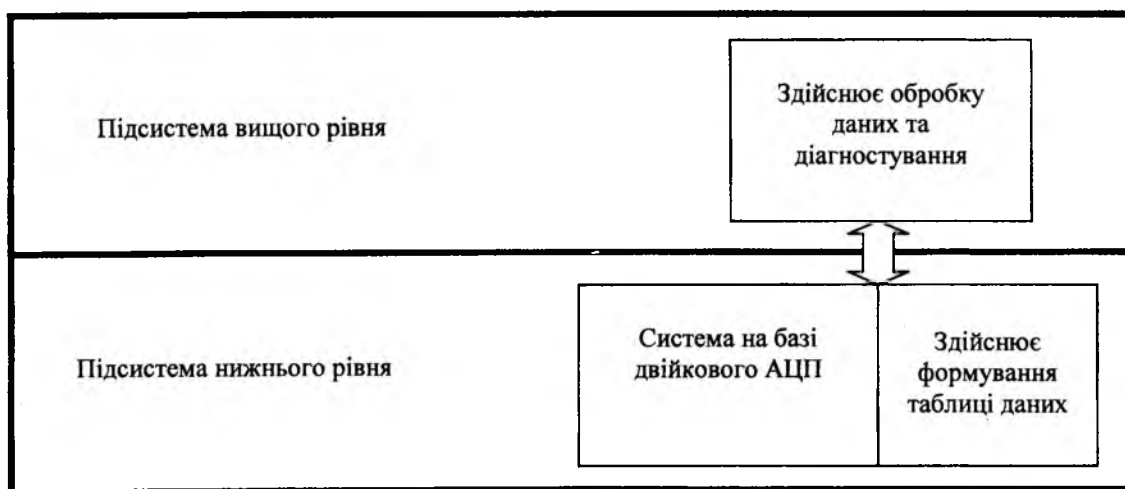 Підсистема вищого рівня
Здійснює обробку
даних та
діагностування
Підсистема нижнього рівня
Система на базі
двійкового АЦП
Здійснює
формування
таблиці даних